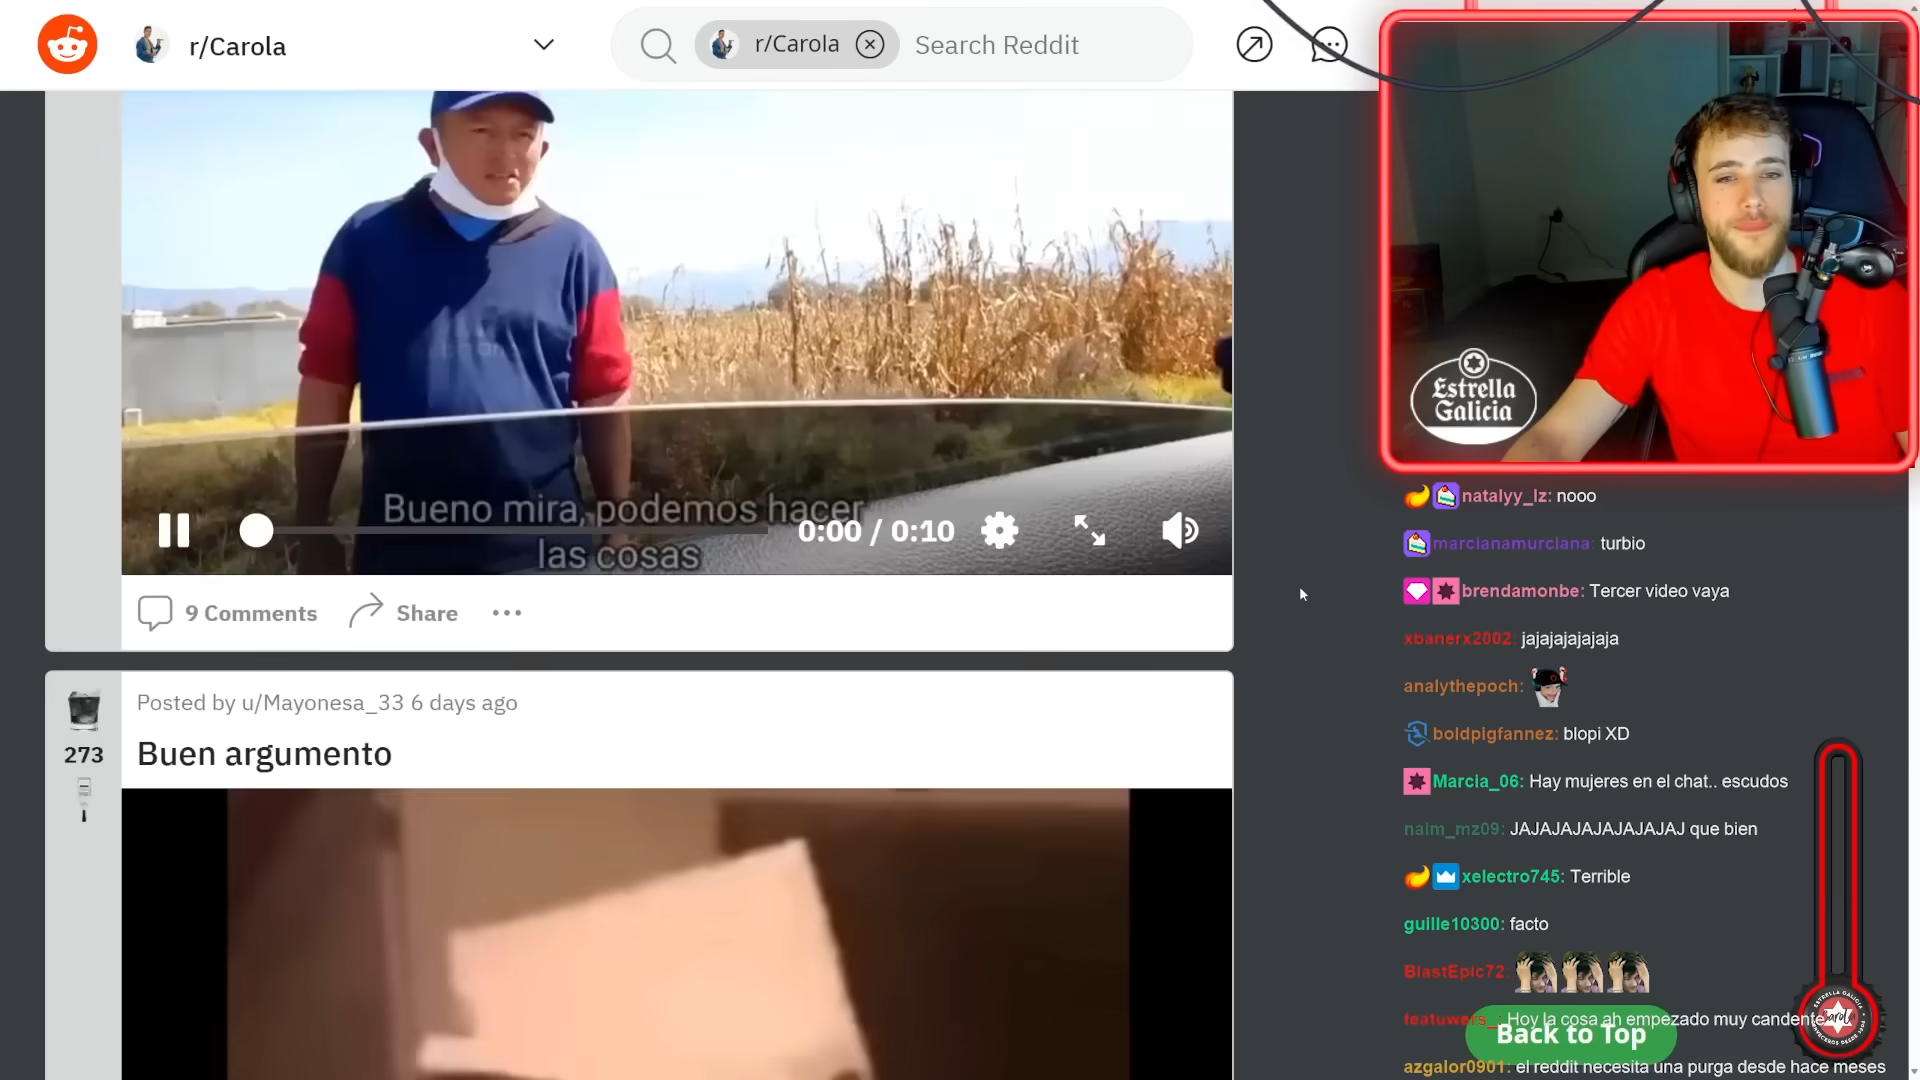 r/Carola
r/Carola
Search Reddit
Bueno mira, podemos hacer
las cosas
0:00 / 0:10
9 Comments
Share
Posted by u/Mayonesa_33 6 days ago
273
Buen argumento
Estrella
Galicia
natalyy_lz: nooo
marcianamurciana: turbio
brendamonbe: Tercer video vaya
xbanerx2002: jajajajajajaja
analythepoch:
boldpigfannez: blopi XD
Marcia_06: Hay mujeres en el chat.. escudos
naim_mz09: JAJAJAJAJAJAJAJAJ que bien
xelectro745: Terrible
guille10300: facto
BlastEpic72:
featuwers_: Hoy la cosa ah empezado muy candente
Back to Top
azgalor0901: el reddit necesita una purga desde hace meses